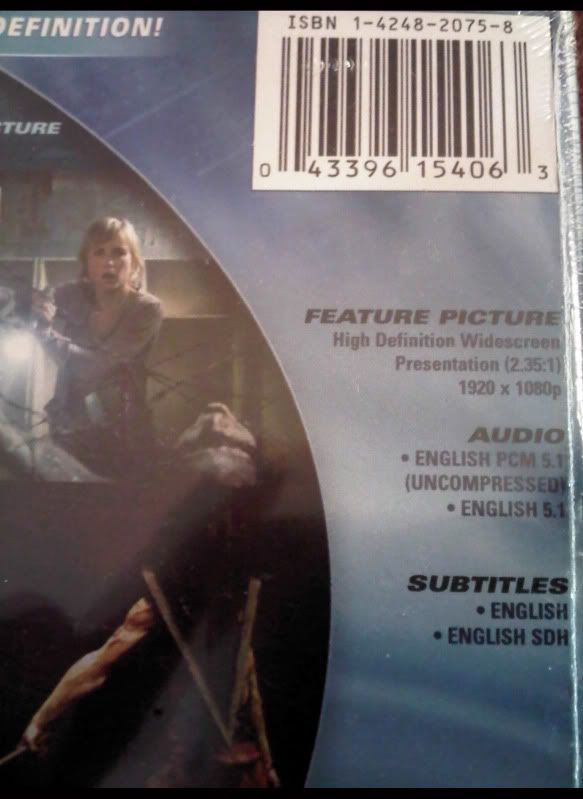 DEFINITION!
ISBN 1-4248-2075-8
0 43396 15406 3
TURE
FEATURE PICTURE
High Definition Widescreen
Presentation (2.35:1)
1920 x 1080p
AUDIO
• ENGLISH PCM 5.1
(UNCOMPRESSED)
• ENGLISH 5.1
SUBTITLES
• ENGLISH
• ENGLISH SDH